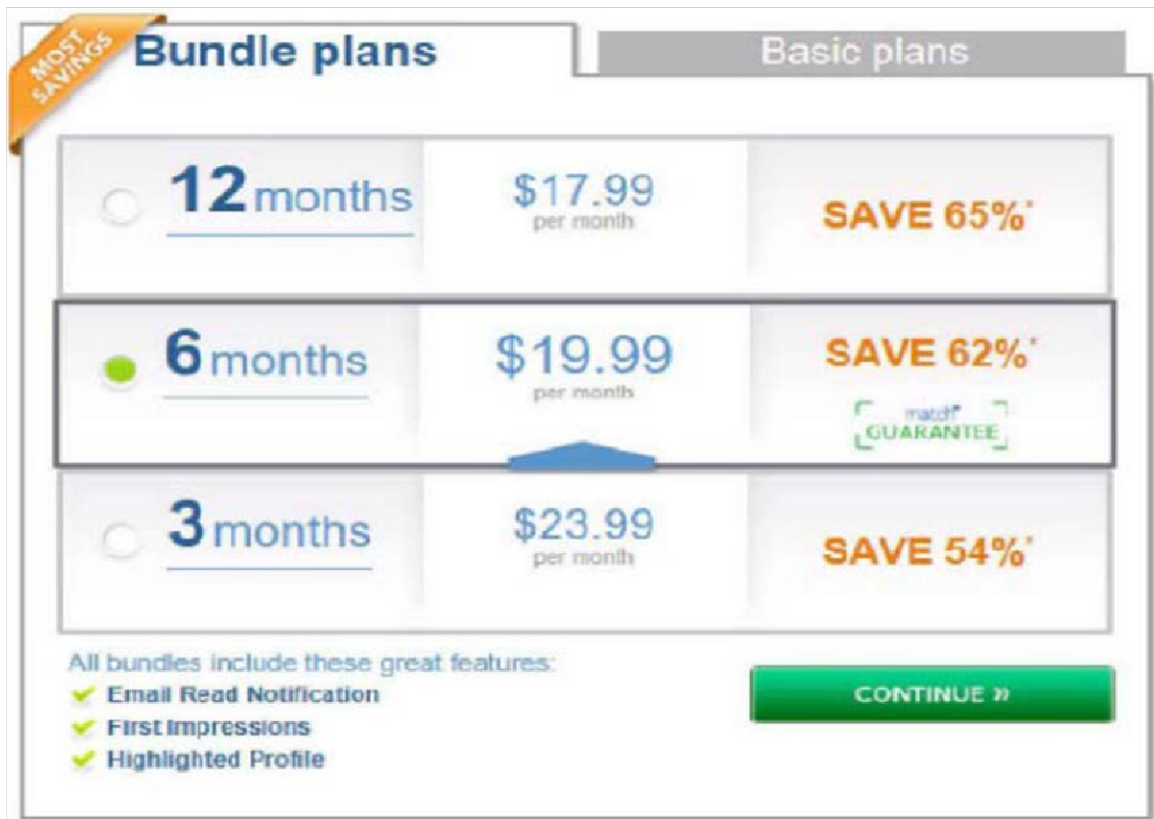 MOST
SAVINGS
Bundle plans
Basic plans
12 months
$17.99
per month
SAVE 65%*
6 months
$19.99
per month
SAVE 62%*
match
GUARANTEE
3 months
$23.99
per month
SAVE 54%*
All bundles include these great features:
Email Read Notification
First Impressions
Highlighted Profile
CONTINUE »